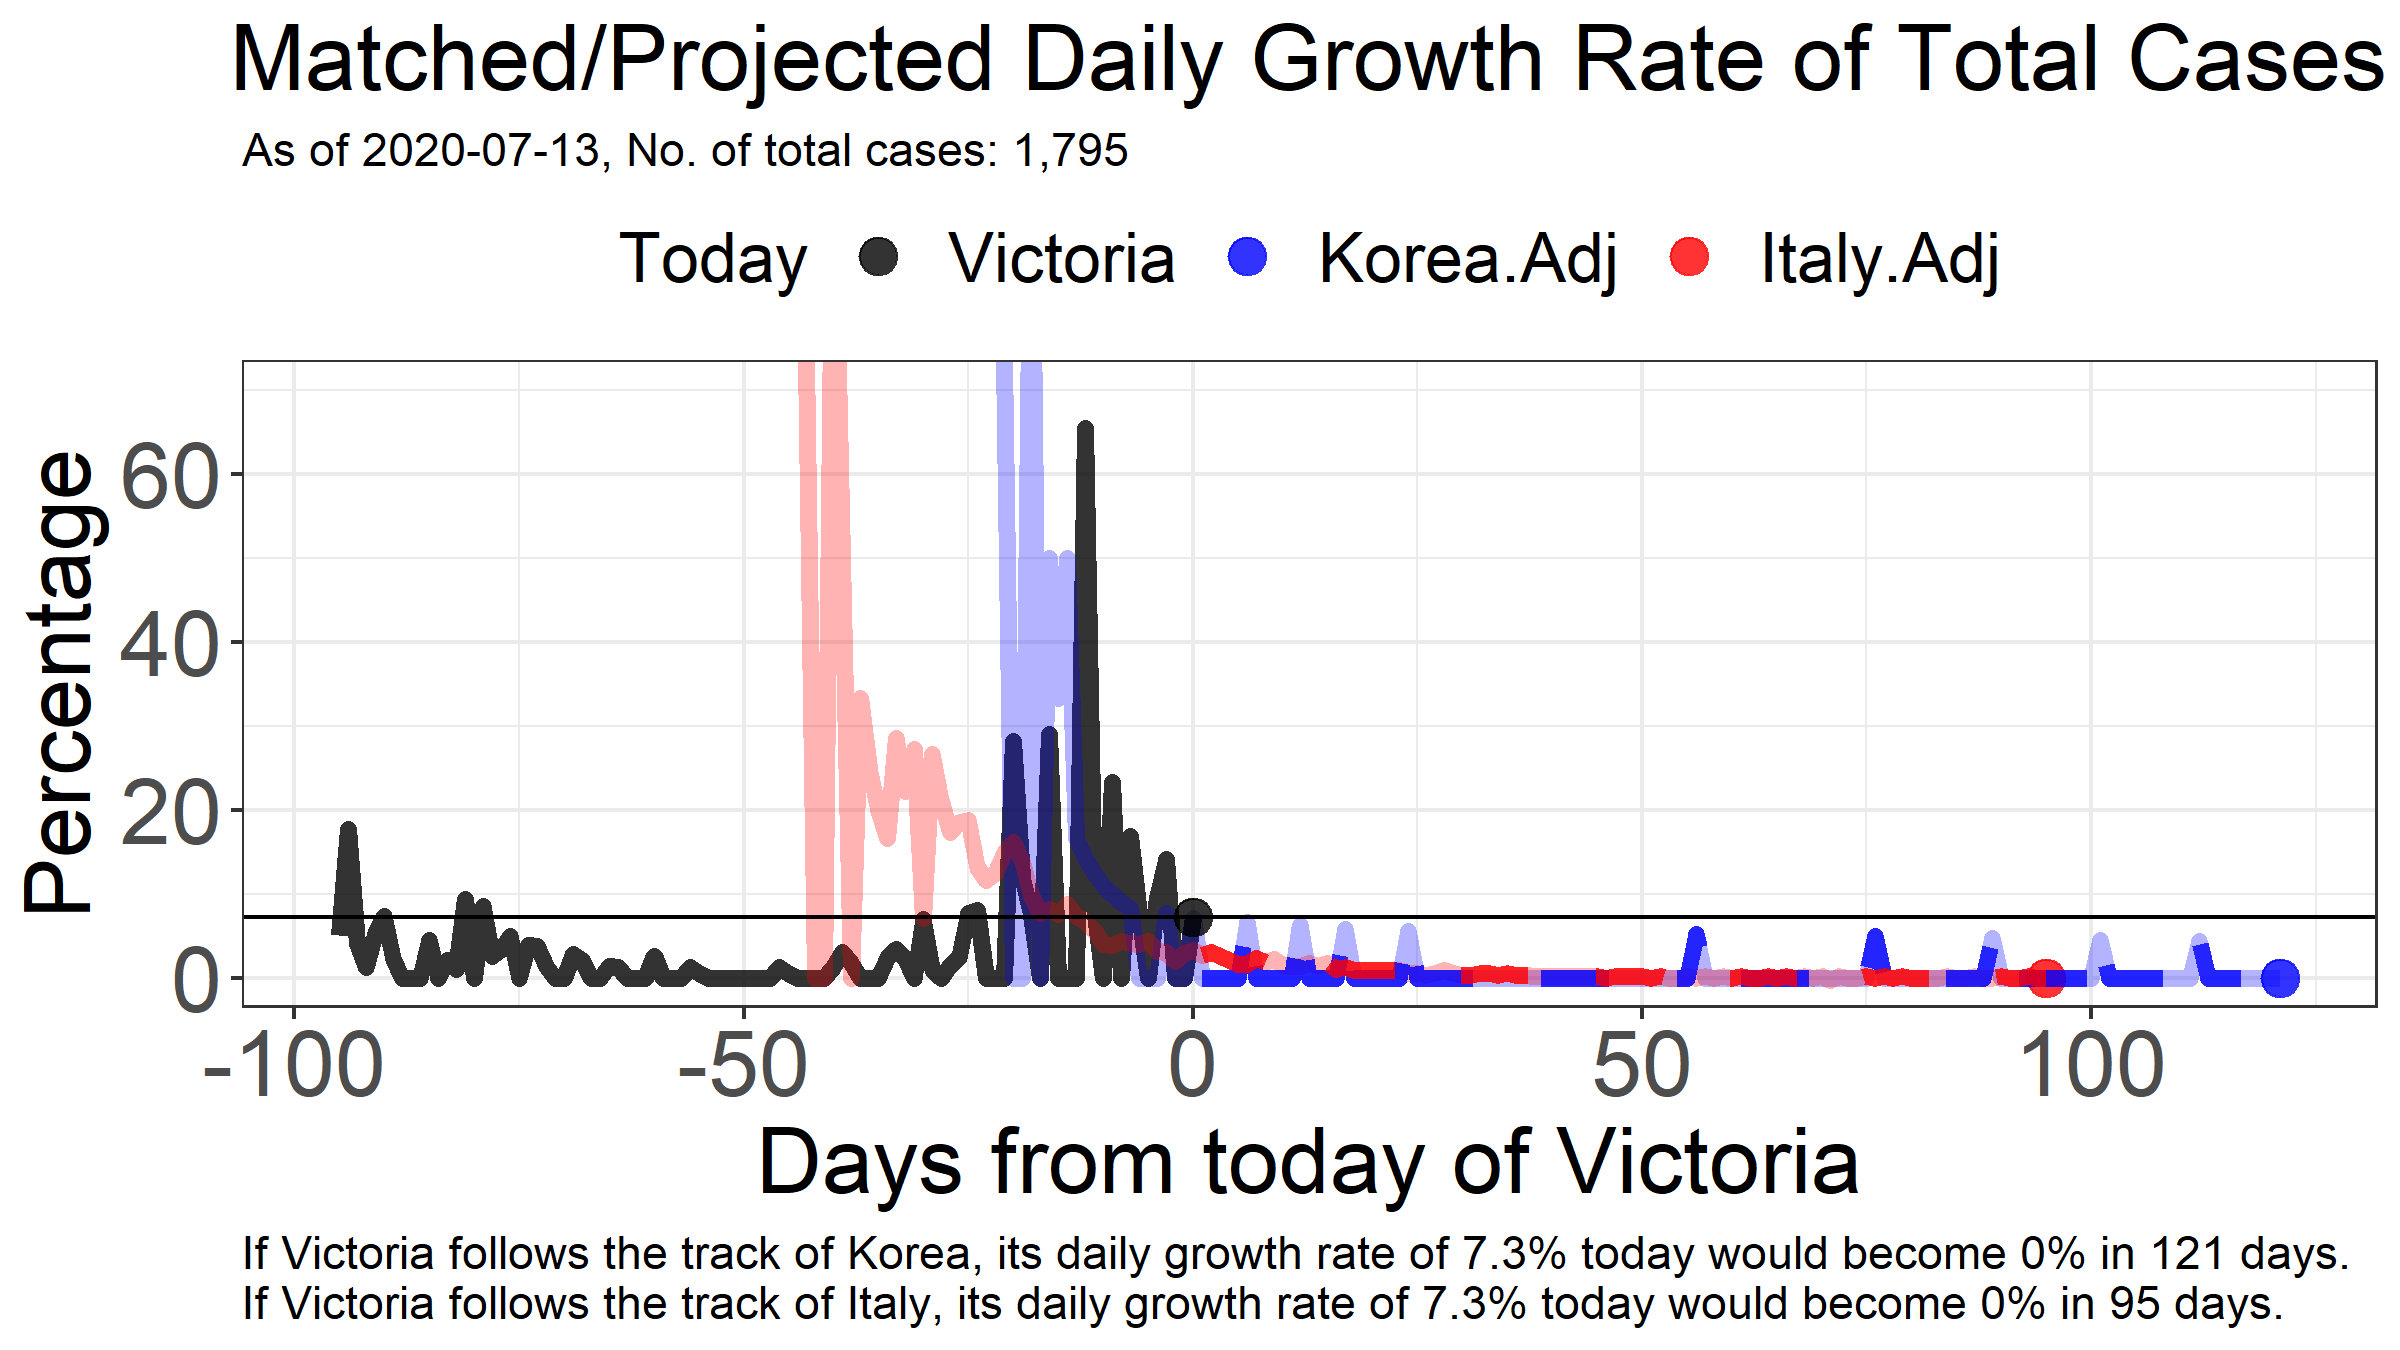 Matched/Projected Daily Growth Rate of Total Cases
As of 2020-07-13, No. of total cases: 1,795
Today Victoria Korea.Adj Italy.Adj
Percentage
60
40
20
0
-100 -50 0 50 100
Days from today of Victoria
If Victoria follows the track of Korea, its daily growth rate of 7.3% today would become 0% in 121 days.
If Victoria follows the track of Italy, its daily growth rate of 7.3% today would become 0% in 95 days.